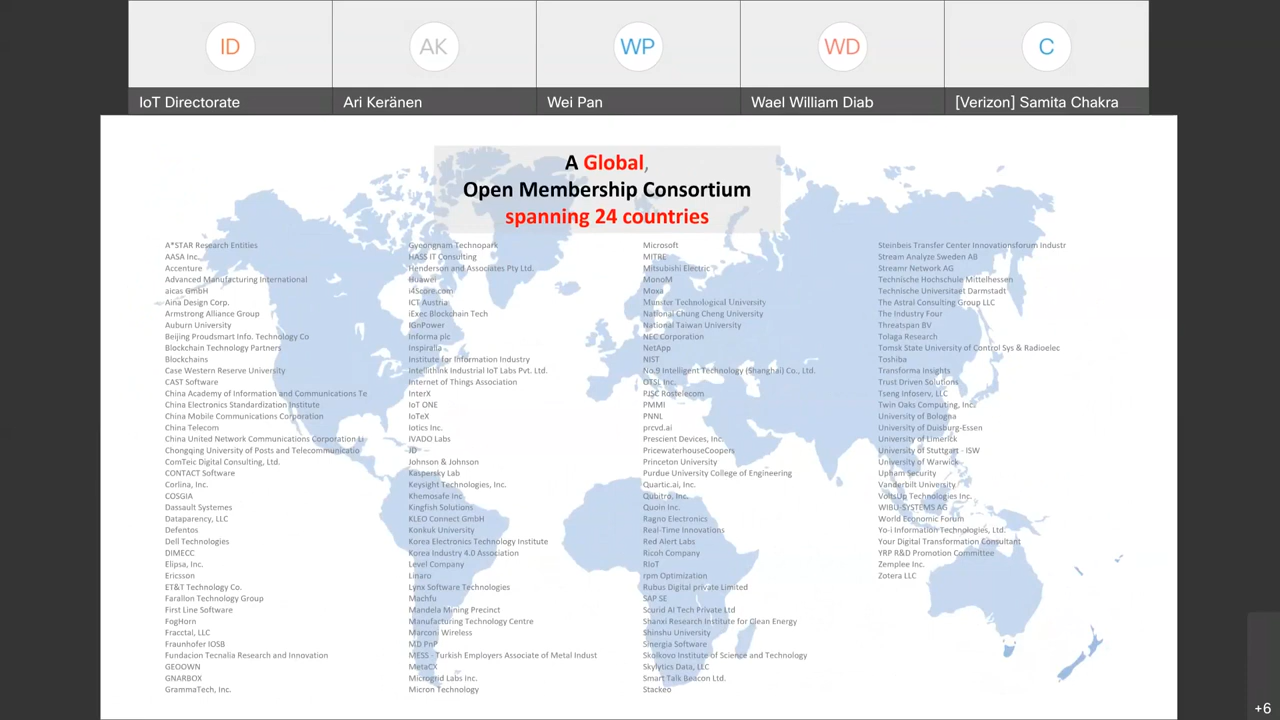 ID
AK
WP
WD
C
IoT Directorate
Ari Keränen
Wei Pan
Wael William Diab
[Verizon] Samita Chakra
A Global,
Open Membership Consortium
spanning 24 countries
A*STAR Research Entities
AASA Inc.
Accenture
Advanced Manufacturing International
aicas GmbH
Aina Design Corp.
Armstrong Alliance Group
Auburn University
Beijing Proudsmart Info. Technology Co
Blockchain Technology Partners
Blockchains
Case Western Reserve University
CAST Software
China Academy of Information and Communications Te
China Electronics Standardization Institute
China Mobile Communications Corporation
China Telecom
China United Network Communications Corporation Li
Chongqing University of Posts and Telecommunicatio
ComTeic Digital Consulting, Ltd.
CONTACT Software
Corlina, Inc.
COSGIA
Dassault Systemes
Dataparency, LLC
Defentos
Dell Technologies
DIMECC
Elipsa, Inc.
Ericsson
ET&T Technology Co.
Farallon Technology Group
First Line Software
FogHorn
Fracctal, LLC
Fraunhofer IOSB
Fundacion Tecnalia Research and Innovation
GEOOWN
GNARBOX
GrammaTech, Inc.
Gyeongnam Technopark
HASS IT Consulting
Henderson and Associates Pty Ltd.
Huawei
i4Score.com
ICT Austria
iExec Blockchain Tech
IGnPower
Informa plc
Inspiralia
Institute for Information Industry
Intellithink Industrial IoT Labs Pvt. Ltd.
Internet of Things Association
InterX
IoT ONE
IoTeX
Iotics Inc.
IVADO Labs
JD
Johnson & Johnson
Kaspersky Lab
Keysight Technologies, Inc.
Khemosafe Inc
Kingfish Solutions
KLEO Connect GmbH
Konkuk University
Korea Electronics Technology Institute
Korea Industry 4.0 Association
Level Company
Linaro
Lynx Software Technologies
Machfu
Mandela Mining Precinct
Manufacturing Technology Centre
Marconi Wireless
MD PnP
MESS - Turkish Employers Associate of Metal Indust
MetaCX
Microgrid Labs Inc.
Micron Technology
Microsoft
MITRE
Mitsubishi Electric
MonoM
Moxa
Munster Technological University
National Chung Cheng University
National Taiwan University
NEC Corporation
NetApp
NIST
No.9 Intelligent Technology (Shanghai) Co., Ltd.
OTSL Inc.
PJSC Rostelecom
PMMI
PNNL
prcvd.ai
Prescient Devices, Inc.
PricewaterhouseCoopers
Princeton University
Purdue University College of Engineering
Quartic.ai, Inc.
Qubitro, Inc.
Quoin Inc.
Ragno Electronics
Real-Time Innovations
Red Alert Labs
Ricoh Company
RIoT
rpm Optimization
Rubus Digital private Limited
SAP SE
Scurid AI Tech Private Ltd
Shanxi Research Institute for Clean Energy
Shinshu University
Sinergia Software
Skolkovo Institute of Science and Technology
Skylytics Data, LLC
Smart Talk Beacon Ltd.
Stackeo
Steinbeis Transfer Center Innovationsforum Industr
Stream Analyze Sweden AB
Streamr Network AG
Technische Hochschule Mittelhessen
Technische Universitaet Darmstadt
The Astral Consulting Group LLC
The Industry Four
Threatspan BV
Tolaga Research
Tomsk State University of Control Sys & Radioelec
Toshiba
Transforma Insights
Trust Driven Solutions
Tseng Infoserv, LLC
Twin Oaks Computing, Inc.
University of Bologna
University of Duisburg-Essen
University of Limerick
University of Stuttgart - ISW
University of Warwick
Upham Security
Vanderbilt University
VoltsUp Technologies Inc.
WIBU-SYSTEMS AG
World Economic Forum
Yo-i Information Technologies, Ltd.
Your Digital Transformation Consultant
YRP R&D Promotion Committee
Zemplee Inc.
Zotera LLC
+6